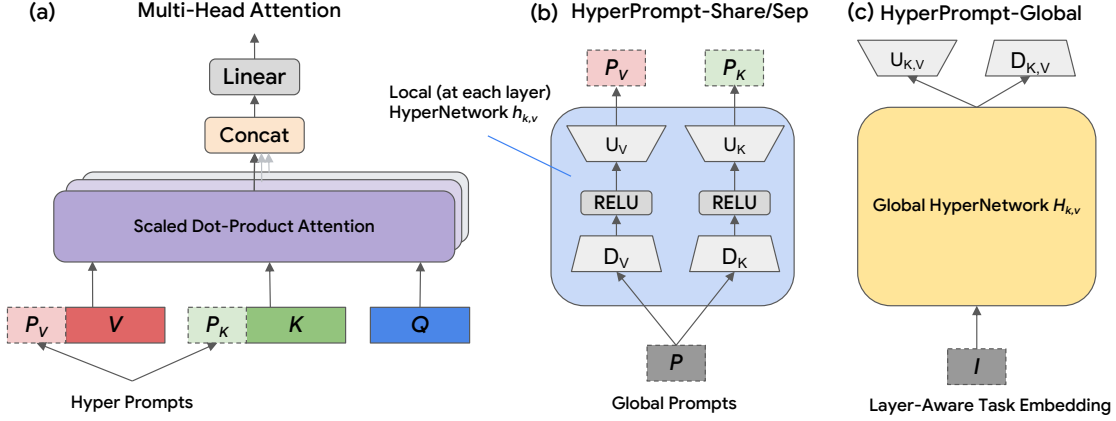 (a)
Multi-Head Attention
Linear
Concat
Scaled Dot-Product Attention
P_V
V
P_K
K
Q
Hyper Prompts
(b) HyperPrompt-Share/Sep
P_V
P_K
Local (at each layer)
HyperNetwork h_k,v
U_V
U_K
RELU
RELU
D_V
D_K
P
Global Prompts
(c) HyperPrompt-Global
U_K,V
D_K,V
Global HyperNetwork H_k,v
I
Layer-Aware Task Embedding